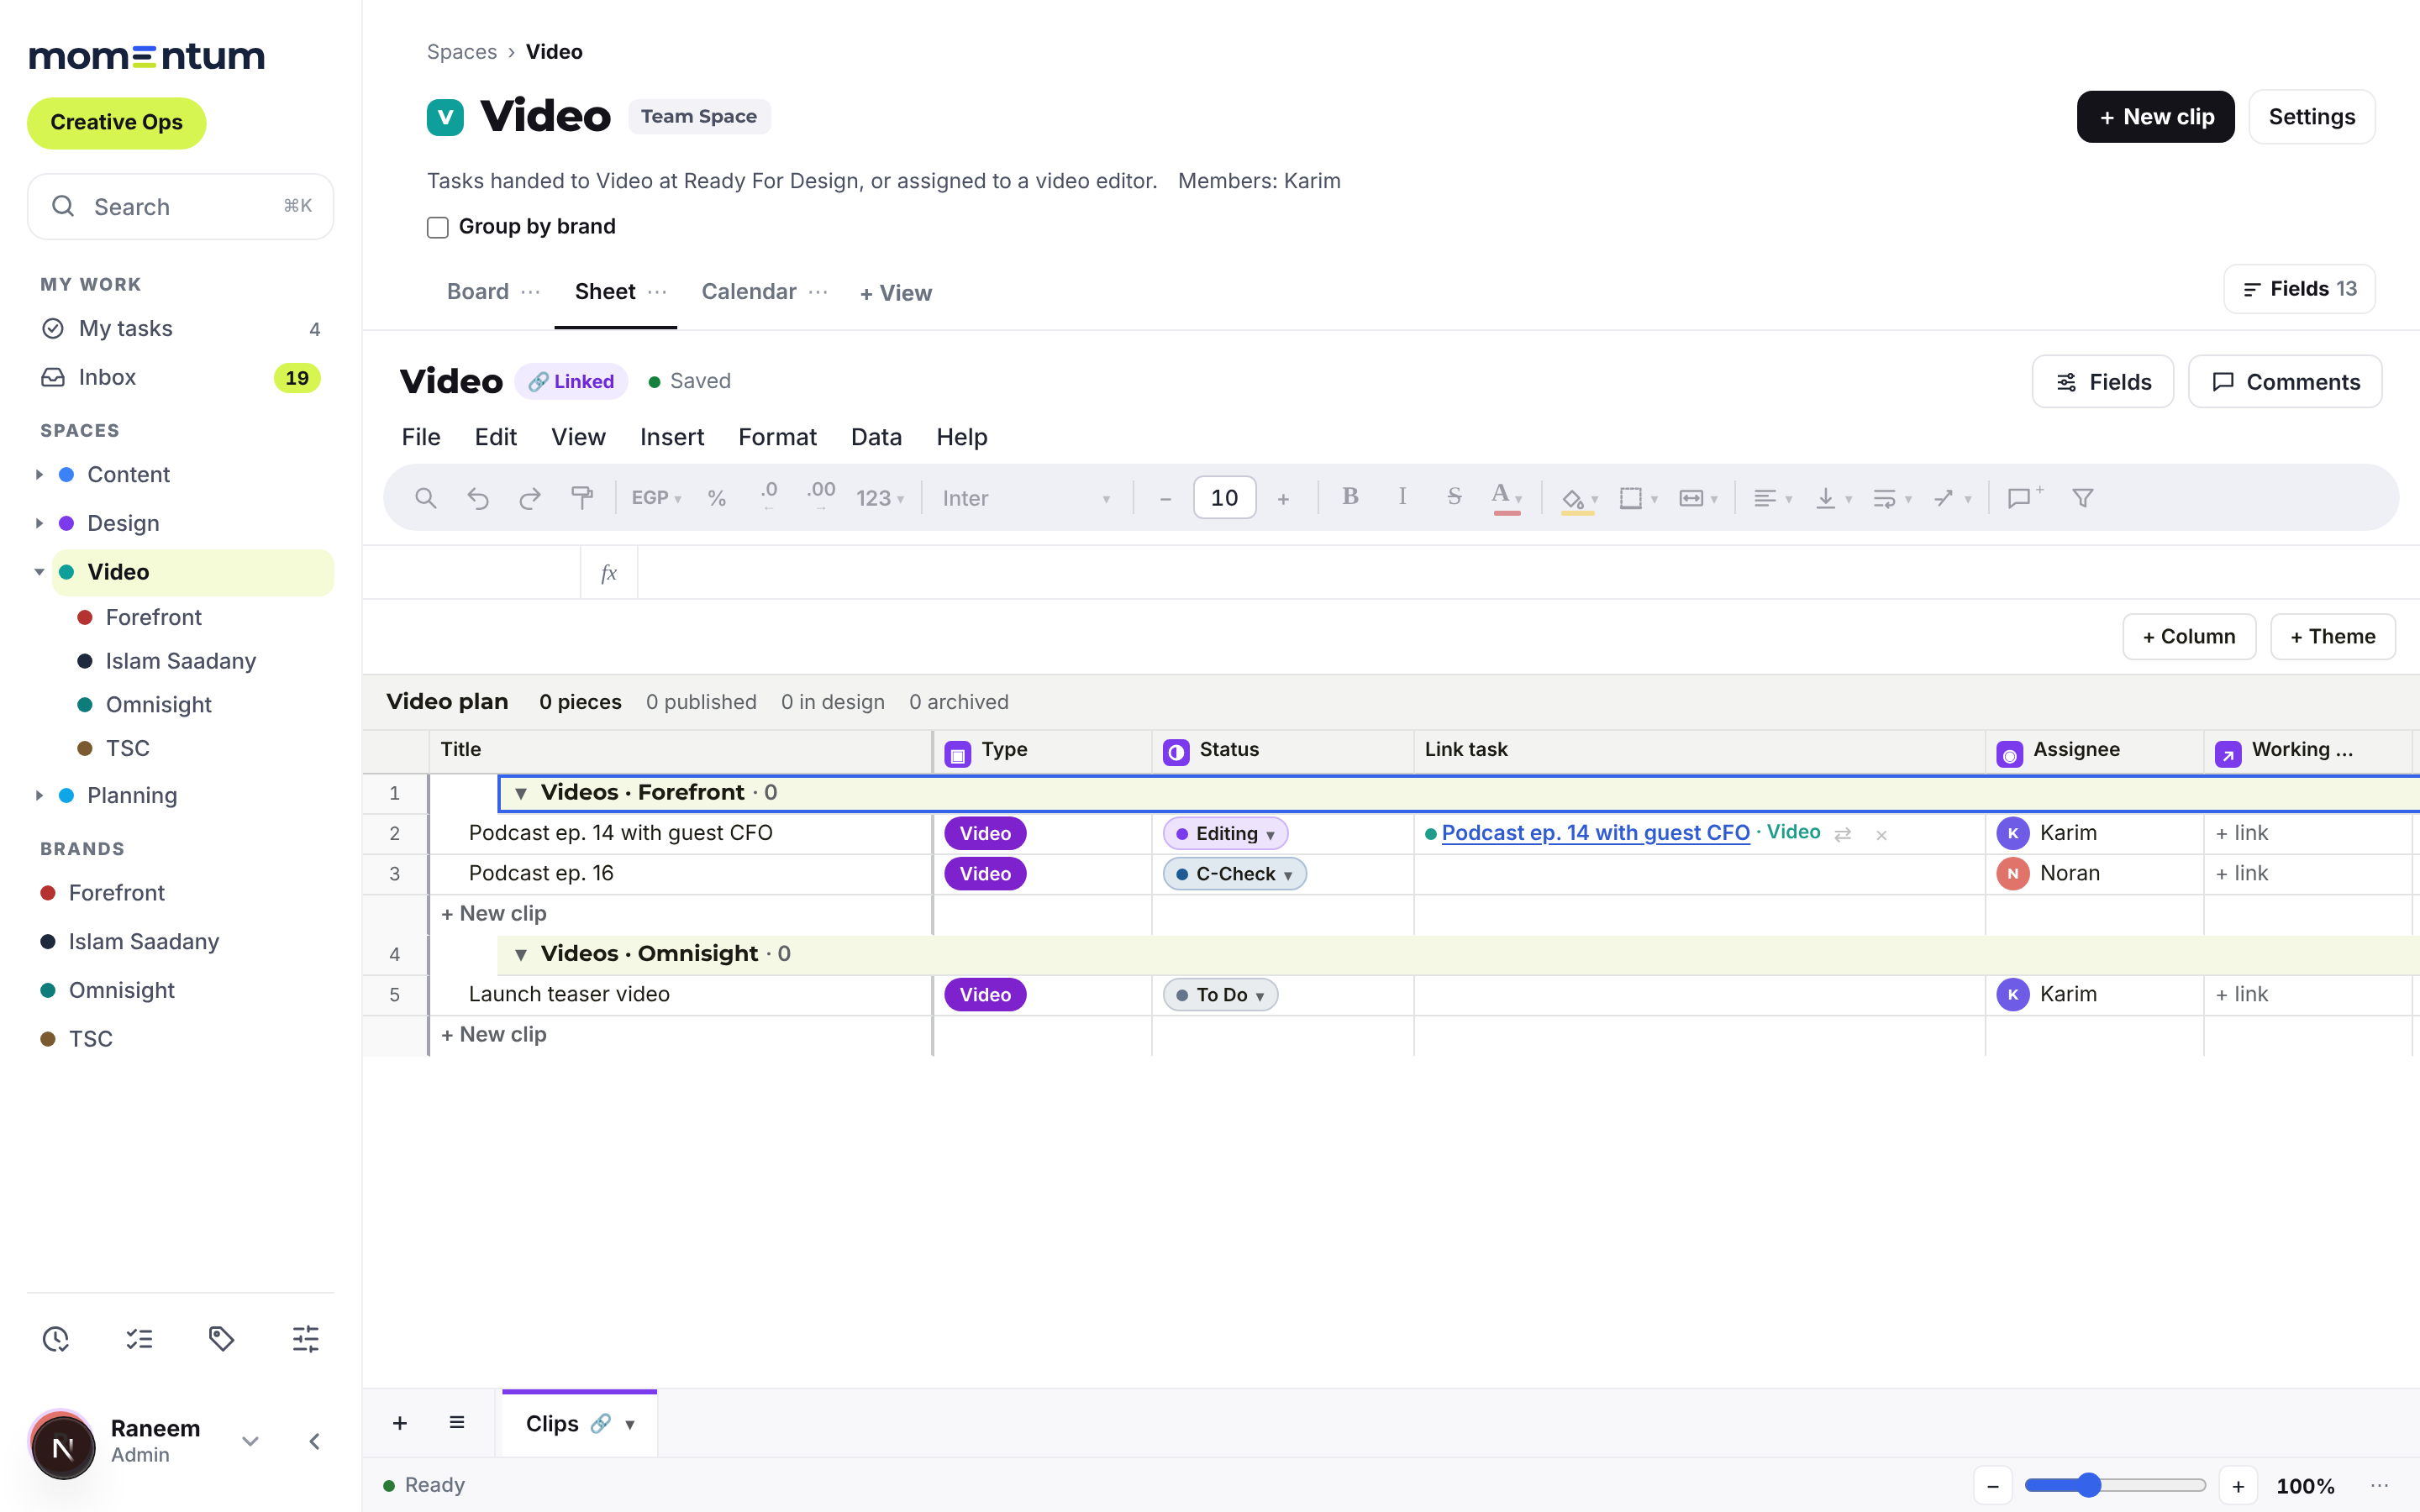 momentum
Creative Ops
Search ⌘K
MY WORK
My tasks 4
Inbox 19
SPACES
Content
Design
Video
Forefront
Islam Saadany
Omnisight
TSC
Planning
BRANDS
Forefront
Islam Saadany
Omnisight
TSC
N
Raneem
Admin
Spaces › Video
V Video Team Space
+ New clip Settings
Tasks handed to Video at Ready For Design, or assigned to a video editor. Members: Karim
Group by brand
Board ··· Sheet ··· Calendar ··· + View
Fields 13
Video Linked Saved
Fields Comments
File Edit View Insert Format Data Help
EGP % .0 .00 123 Inter − 10 + B I S A
fx
+ Column + Theme
Video plan 0 pieces 0 published 0 in design 0 archived
Title Type Status Link task Assignee Working ...
1 Videos · Forefront · 0
2 Podcast ep. 14 with guest CFO Video Editing Podcast ep. 14 with guest CFO · Video K Karim + link
3 Podcast ep. 16 Video C-Check N Noran + link
+ New clip
4 Videos · Omnisight · 0
5 Launch teaser video Video To Do K Karim + link
+ New clip
+ Clips
Ready
− + 100% ···